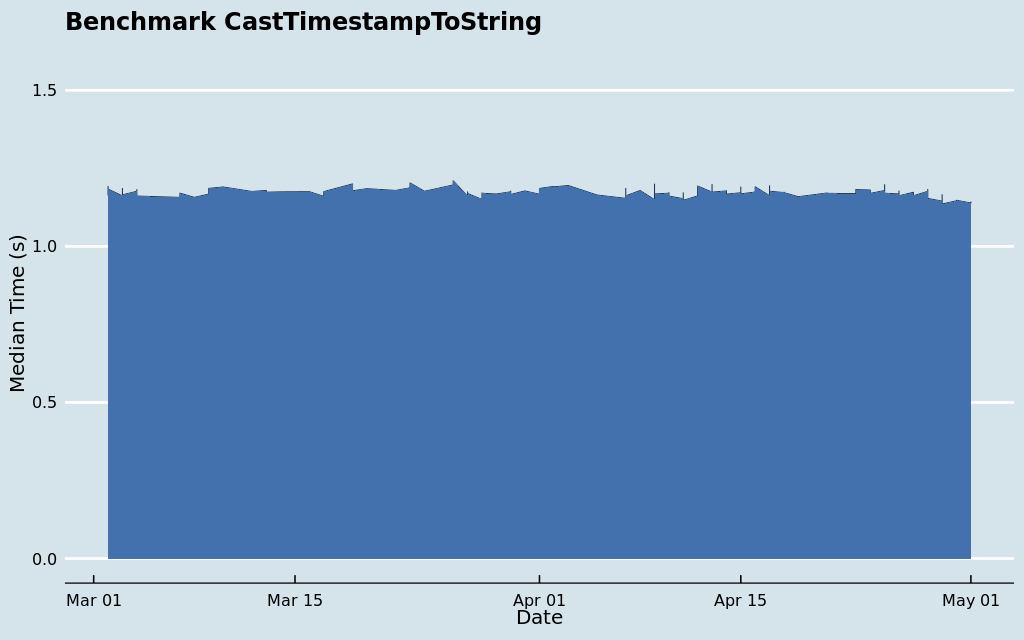 Benchmark CastTimestampToString
Median Time (s)
1.5
1.0
0.5
0.0
Mar 01 Mar 15 Apr 01 Apr 15 May 01
Date